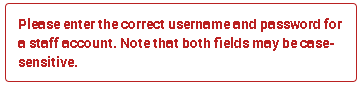 Please enter the correct username and password for
a staff account. Note that both fields may be case-
sensitive.